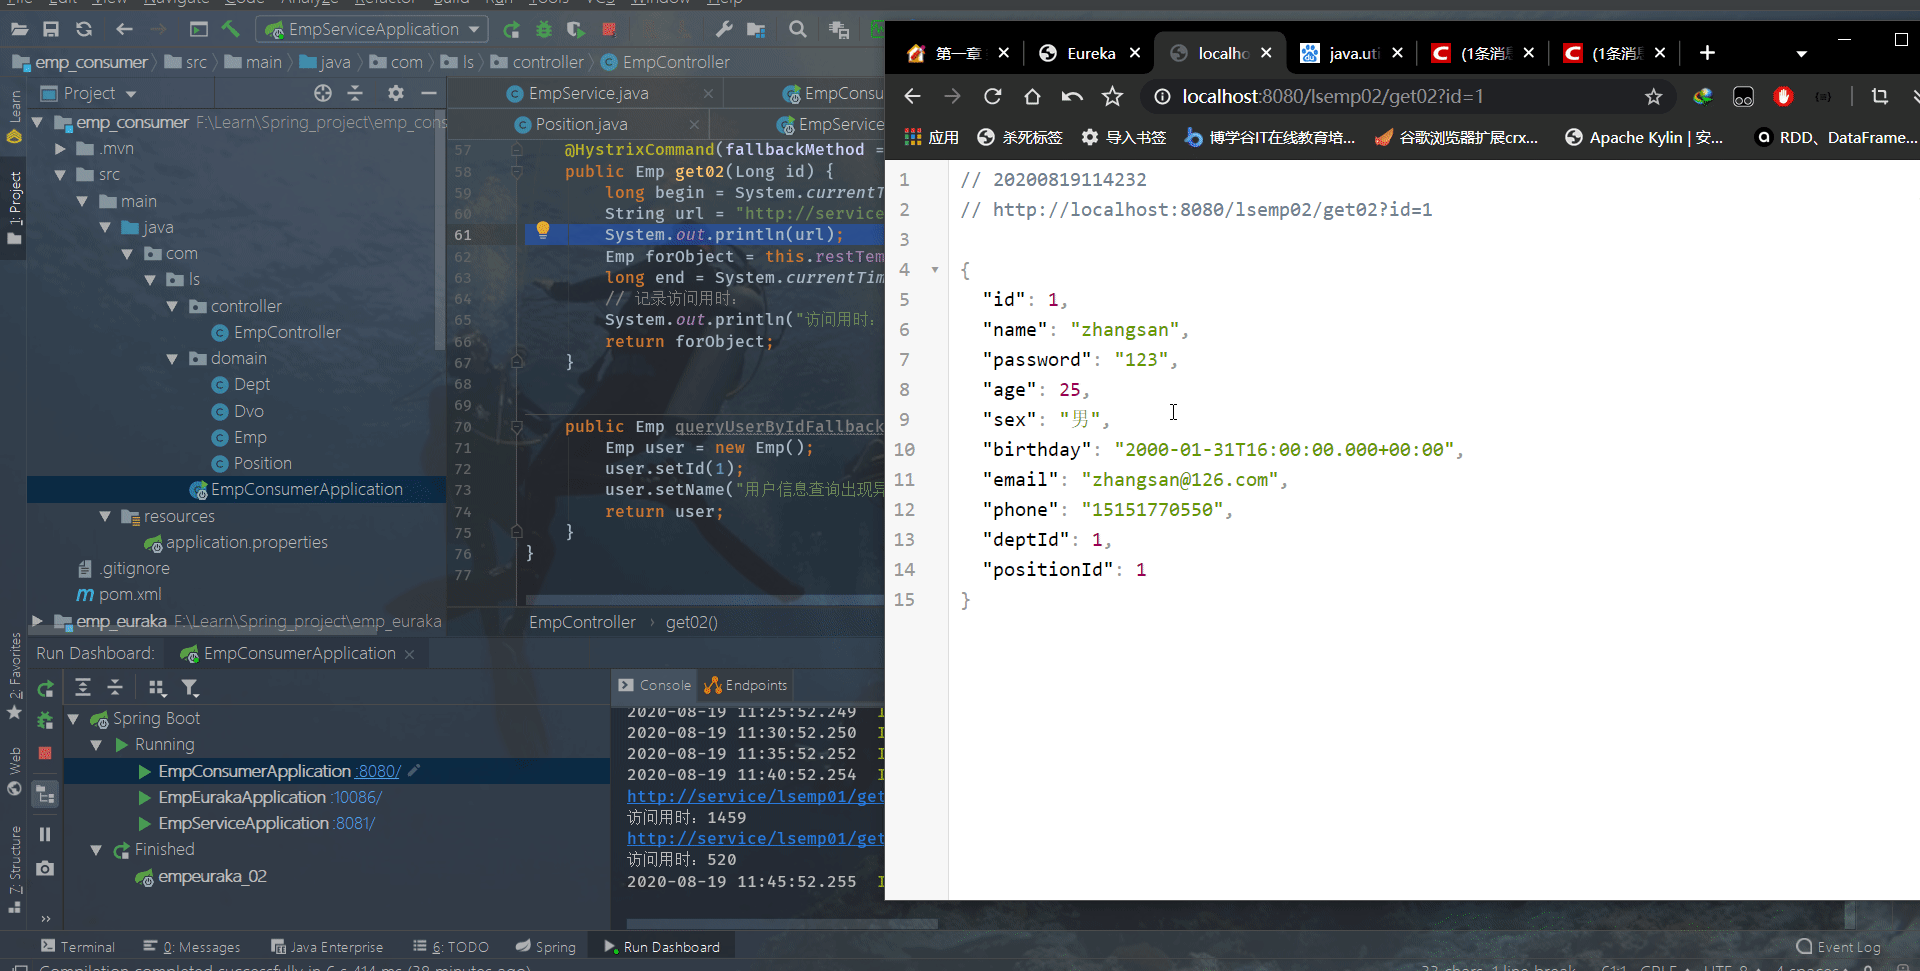 EmpServiceApplication
emp_consumer src main java com ls controller EmpController
Project
emp_consumer F:\Learn\Spring_project\emp_cons
.mvn
src
main
java
com
ls
controller
EmpController
domain
Dept
Dvo
Emp
Position
EmpConsumerApplication
resources
application.properties
.gitignore
pom.xml
emp_euraka F:\Learn\Spring_project\emp_euraka
Learn
1: Project
2: Favorites
Web
7: Structure
EmpService.java
EmpConsu
Position.java
EmpService
57 @HystrixCommand(fallbackMethod =
58 public Emp get02(Long id) {
59 long begin = System.currentT
60 String url = "http://service
61 System.out.println(url);
62 Emp forObject = this.restTem
63 long end = System.currentTim
64 // 记录访问用时:
65 System.out.println("访问用时:
66 return forObject;
67 }
68
69
70 public Emp queryUserByIdFallback
71 Emp user = new Emp();
72 user.setId(1);
73 user.setName("用户信息查询出现异
74 return user;
75 }
76 }
77
EmpController › get02()
Run Dashboard: EmpConsumerApplication
Spring Boot
Running
EmpConsumerApplication :8080/
EmpEurakaApplication :10086/
EmpServiceApplication :8081/
Finished
empeuraka_02
Console Endpoints
2020-08-19 11:25:52.249 I
2020-08-19 11:30:52.250 I
2020-08-19 11:35:52.252 I
2020-08-19 11:40:52.254 I
http://service/lsemp01/get
访问用时: 1459
http://service/lsemp01/get
访问用时: 520
2020-08-19 11:45:52.255 I
Terminal 0: Messages Java Enterprise 6: TODO Spring Run Dashboard Event Log
第一章 Eureka localho java.uti (1条消息 (1条消息
localhost:8080/lsemp02/get02?id=1
应用 杀死标签 导入书签 博学谷IT在线教育培... 谷歌浏览器扩展crx... Apache Kylin | 安... RDD、DataFrame...
1 // 20200819114232
2 // http://localhost:8080/lsemp02/get02?id=1
3
4 {
5 "id": 1,
6 "name": "zhangsan",
7 "password": "123",
8 "age": 25,
9 "sex": "男",
10 "birthday": "2000-01-31T16:00:00.000+00:00",
11 "email": "zhangsan@126.com",
12 "phone": "15151770550",
13 "deptId": 1,
14 "positionId": 1
15 }